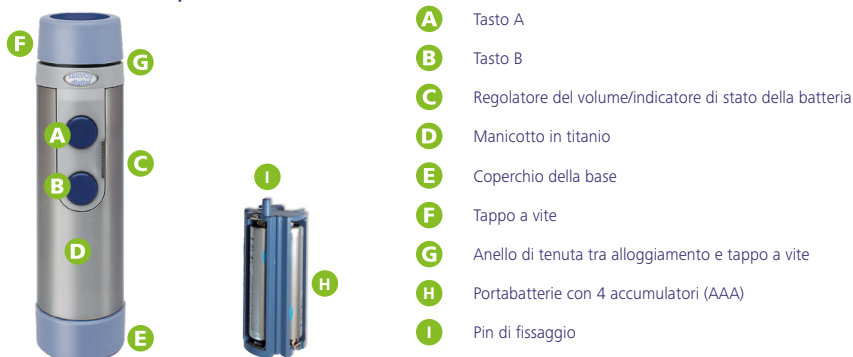 F
G
A
C
B
D
E
I
H
A Tasto A
B Tasto B
C Regolatore del volume/indicatore di stato della batteria
D Manicotto in titanio
E Coperchio della base
F Tappo a vite
G Anello di tenuta tra alloggiamento e tappo a vite
H Portabatterie con 4 accumulatori (AAA)
I Pin di fissaggio